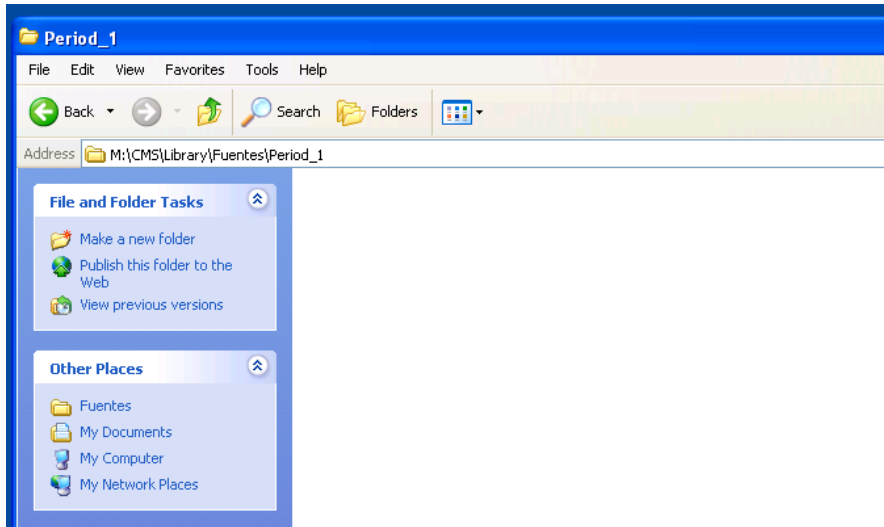 Period_1
File Edit View Favorites Tools Help
Back Search Folders
Address M:\CMS\Library\Fuentes\Period_1
File and Folder Tasks
Make a new folder
Publish this folder to the
Web
View previous versions
Other Places
Fuentes
My Documents
My Computer
My Network Places